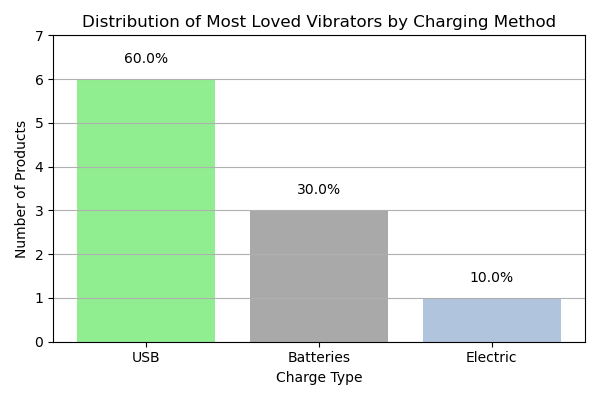 Distribution of Most Loved Vibrators by Charging Method
7
6
5
4
3
2
1
0
Number of Products
60.0%
30.0%
10.0%
USB
Batteries
Electric
Charge Type